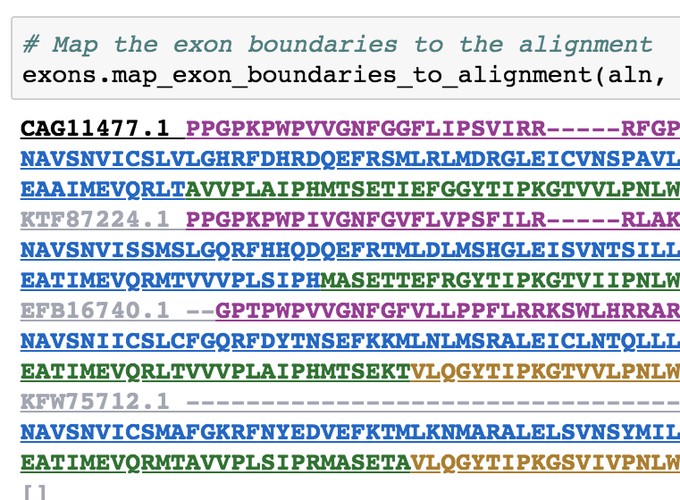 # Map the exon boundaries to the alignment
exons.map_exon_boundaries_to_alignment(aln,
CAG11477.1 PPGPKPWPVVGNFGGFLIPSVIRR-----RFGP
NAVSNVICSLVLGHRFDHRDQEFRSMLRLMDRGLEICVNSPAVL
EAAIMEVQRLTAVVPLAIPHMTSETIEFGGYTIPKGTVVLPNLW
KTF87224.1 PPGPKPWPIVGNFGVFLVPSFILR-----RLAK
NAVSNVISSMSLGQRFHHQDQEFRTMLDLMSHGLEISVNTSILL
EATIMEVQRMTVVVPLSIPHMASETTEFRGYTIPKGTVIIPNLW
EFB16740.1 --GPTPWPVVGNFGFVLLPPFLRRKSWLHRRAR
NAVSNIICSLCFGQRFDYTNSEFKKMLNLMSRALEICLNTQLLL
EATIMEVQRLTVVVPLAIPHMTSEKTVLQGYTIPKGTVVLPNLW
KFW75712.1 ---------------------------------
NAVSNVICSMAFGKRFNYEDVEFKTMLKNMARALELSVNSYMIL
EATIMEVQRMTAVVPLSIPRMASETAVLQGYTIPKGSVIVPNLW
[]